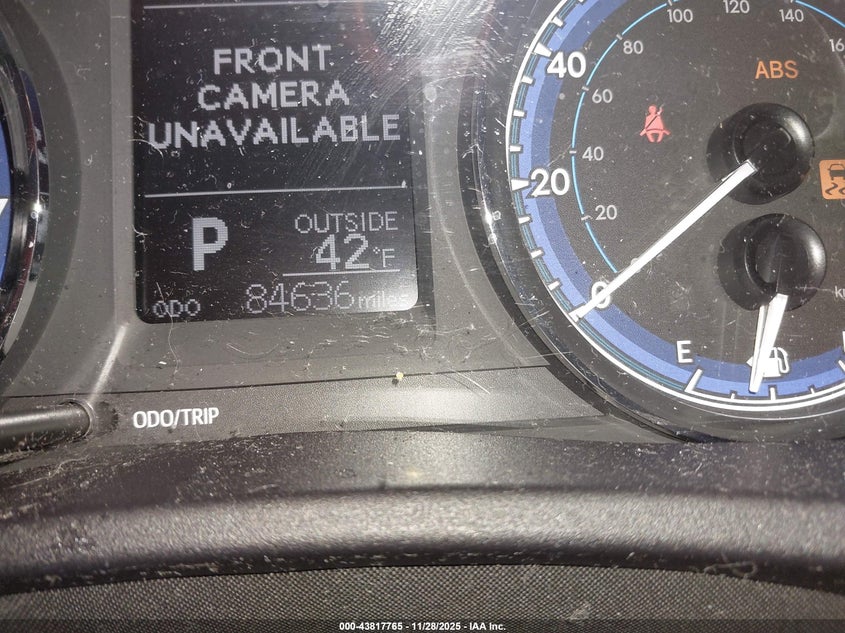 FRONT
CAMERA
UNAVAILABLE
P
OUTSIDE
42°F
ODO 84636 miles
ODO/TRIP
0
20
40
20
40
60
80
100
120
140
ABS
E
000-43817765 - 11/28/2025 - IAA Inc.